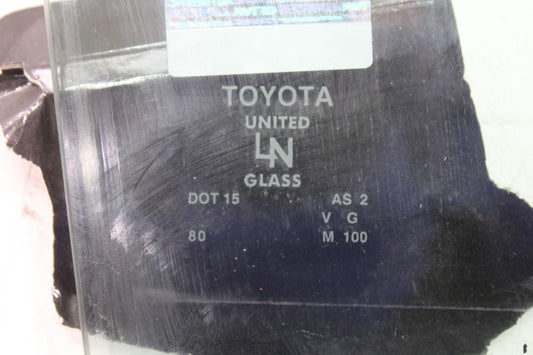 TOYOTA
UNITED
LN
GLASS
DOT 15 AS 2
V G
80 M 100